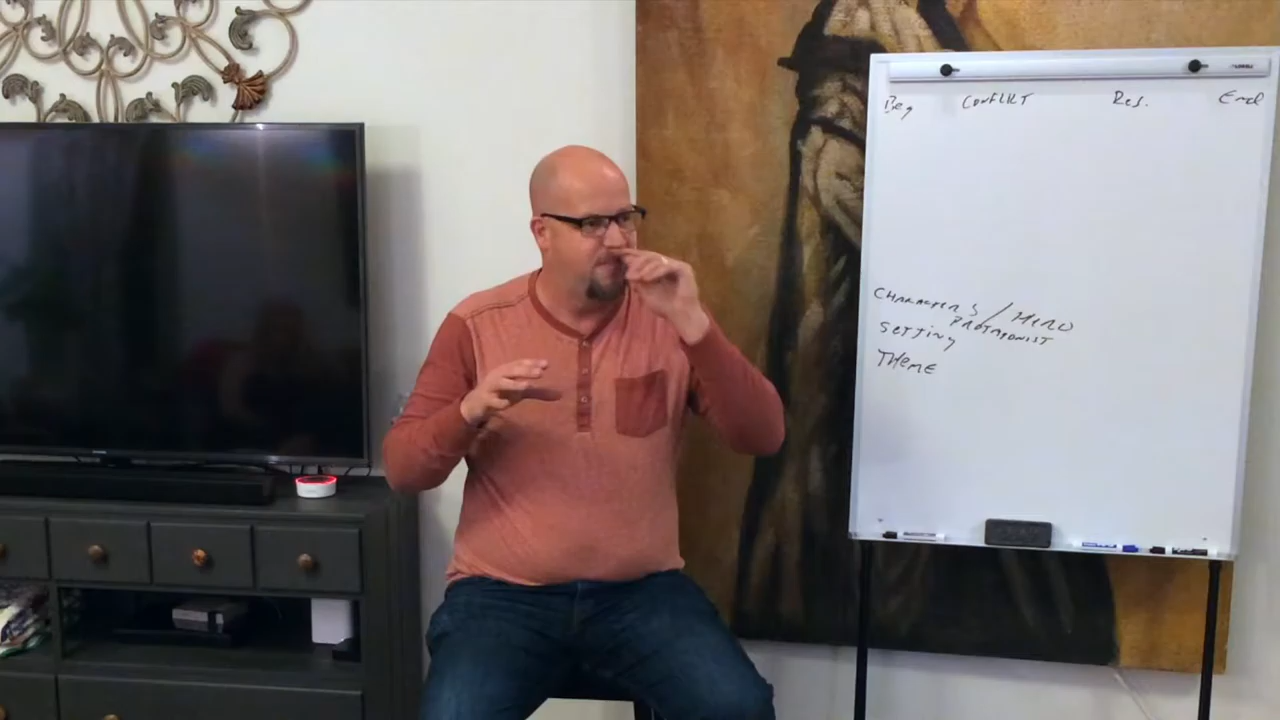 Beg CONFLICT Res. End
CHARACTERS / HERO
PROTAGONIST
SETTING
THEME